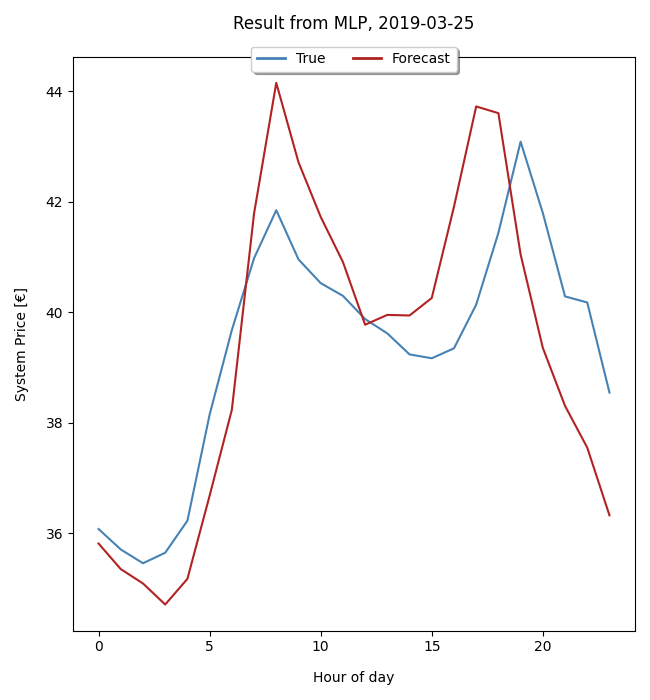 Result from MLP, 2019-03-25
True Forecast
44
42
40
38
36
System Price [€]
0 5 10 15 20
Hour of day